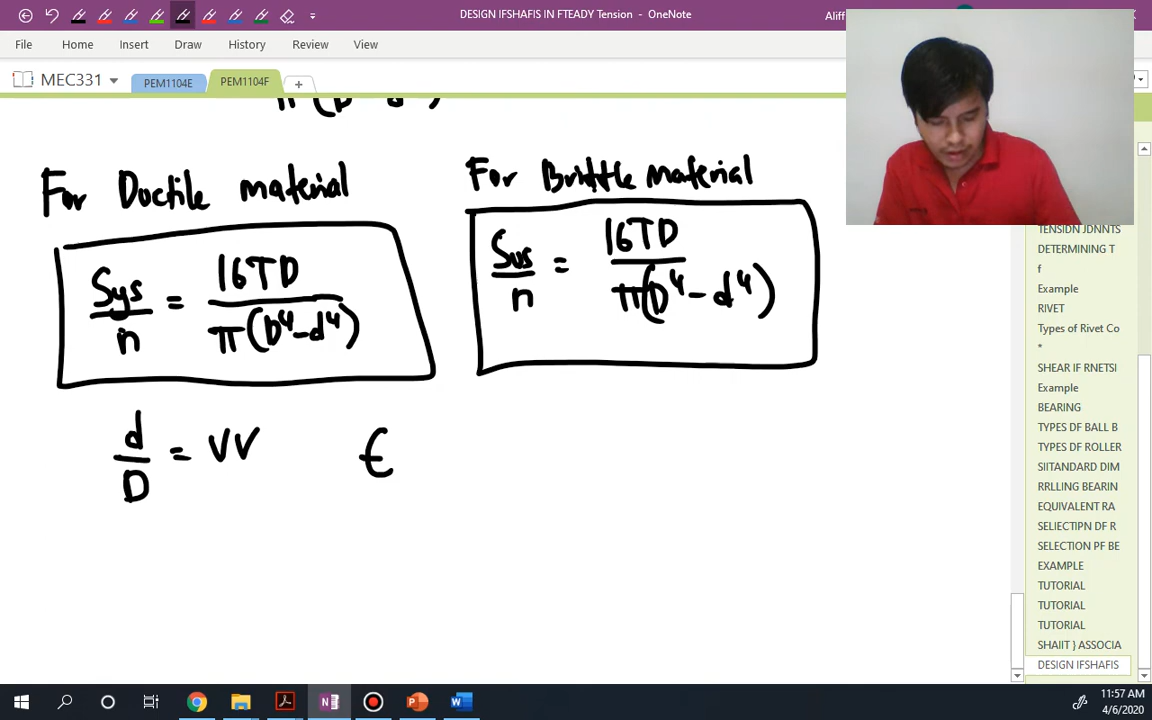 DESIGN IFSHAFIS IN FTEADY Tension - OneNote
Aliff
File Home Insert Draw History Review View
MEC331 PEM1104E PEM1104F
For Ductile material
Sys/n = 16TD/π(D⁴-d⁴)
For Brittle material
Sus/n = 16TD/π(D⁴-d⁴)
d/D = VV €
TENSIDN JDNNTS
DETERMINING T
f
Example
RIVET
Types of Rivet Co
*
SHEAR IF RNETSI
Example
BEARING
TYPES DF BALL B
TYPES DF ROLLER
SIITANDARD DIM
RRLLING BEARIN
EQUIVALENT RA
SELIECTIPN DF R
SELECTION PF BE
EXAMPLE
TUTORIAL
TUTORIAL
TUTORIAL
SHAIIT } ASSOCIA
DESIGN IFSHAFIS
11:57 AM
4/6/2020